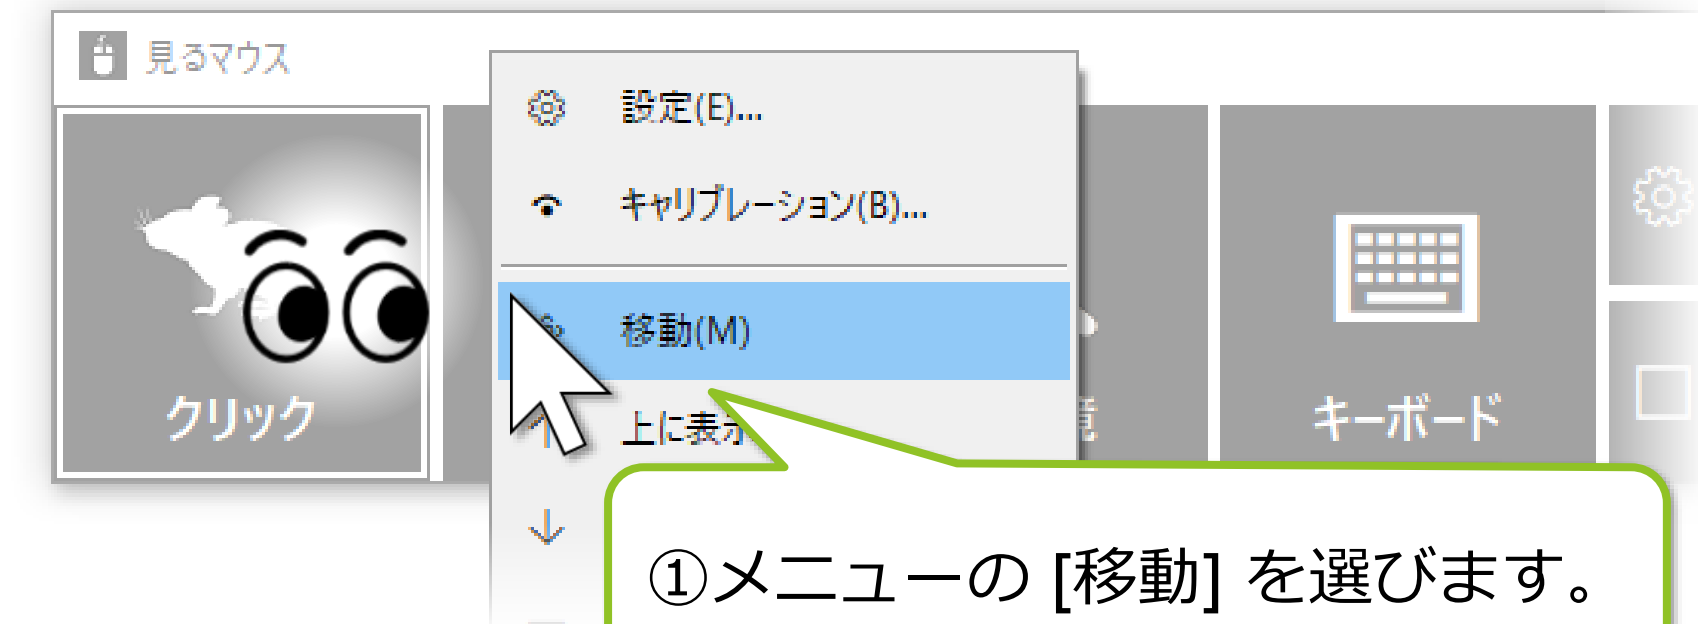 見るマウス
設定(E)...
キャリブレーション(B)...
移動(M)
上に表示
クリック
キーボード
①メニューの [移動] を選びます。